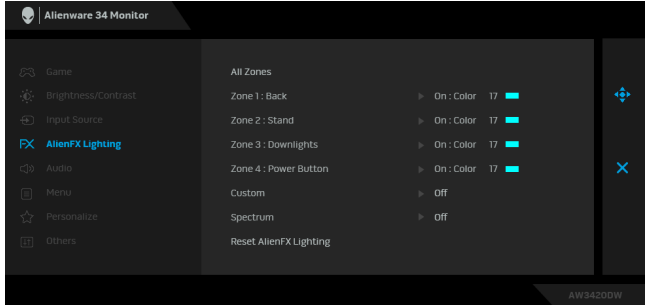 Alienware 34 Monitor
Game
Brightness/Contrast
Input Source
AlienFX Lighting
Audio
Menu
Personalize
Others
All Zones
Zone 1 : Back On : Color 17
Zone 2 : Stand On : Color 17
Zone 3 : Downlights On : Color 17
Zone 4 : Power Button On : Color 17
Custom Off
Spectrum Off
Reset AlienFX Lighting
AW3420DW